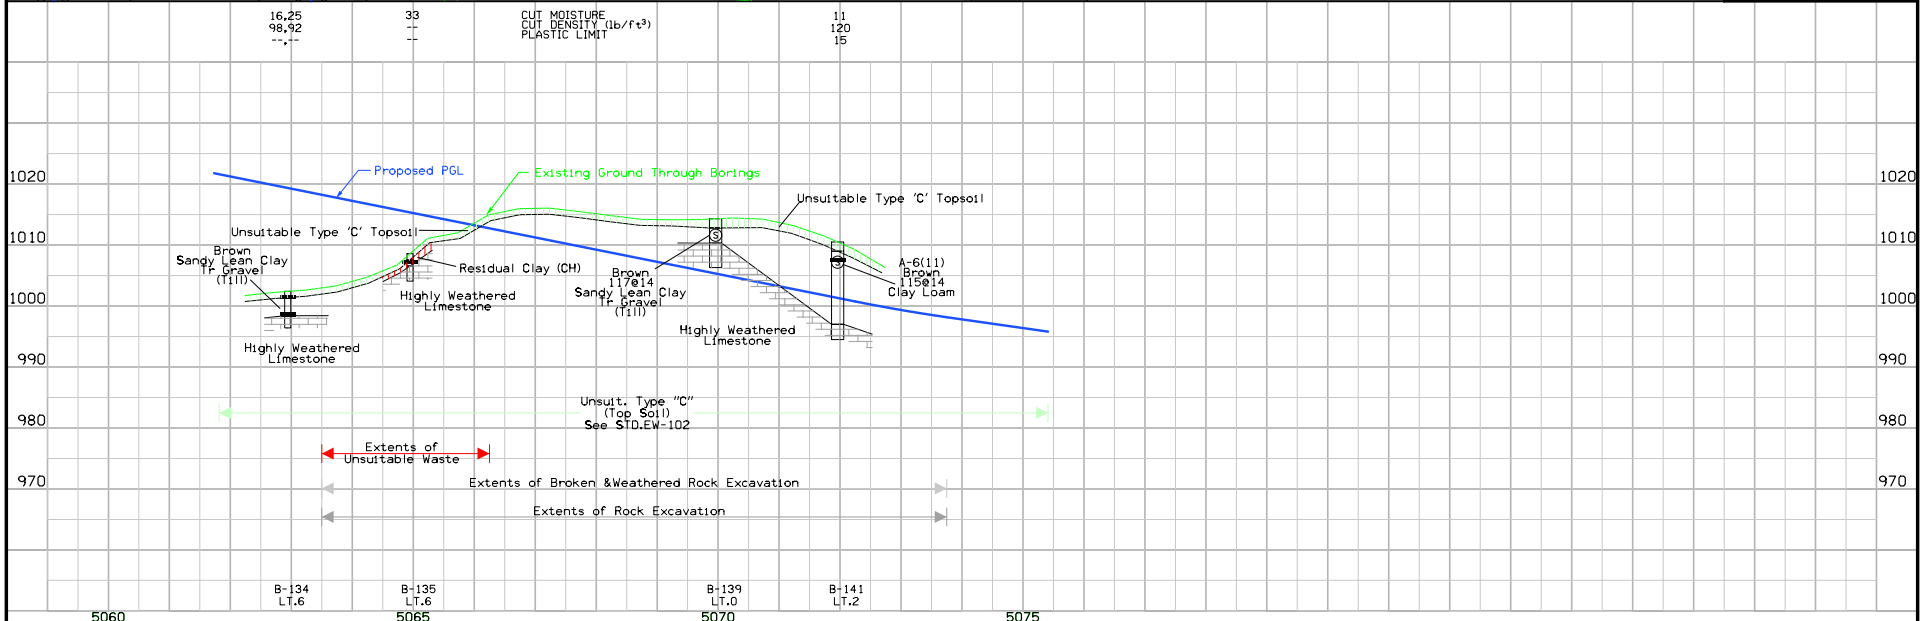 16.25 33 CUT MOISTURE 11
98.92 -- CUT DENSITY (lb/ft³) 120
--.-- -- PLASTIC LIMIT 15
Proposed PGL
Existing Ground Through Borings
1020 1020
Unsuitable Type 'C' Topsoil
Unsuitable Type 'C' Topsoil
1010 1010
Brown
Sandy Lean Clay
Tr Gravel
(Till)
Residual Clay (CH)
Highly Weathered
Limestone
S
Brown
117@14
Sandy Lean Clay
Tr Gravel
(Till)
S
A-6(11)
Brown
115@14
Clay Loam
1000 1000
Highly Weathered
Limestone
Highly Weathered
Limestone
990 990
Unsuit. Type "C"
(Top Soil)
See STD.EW-102
980 980
Extents of
Unsuitable Waste
970 970
Extents of Broken &Weathered Rock Excavation
Extents of Rock Excavation
B-134 B-135 B-139 B-141
LT.6 LT.6 LT.0 LT.2
5060 5065 5070 5075